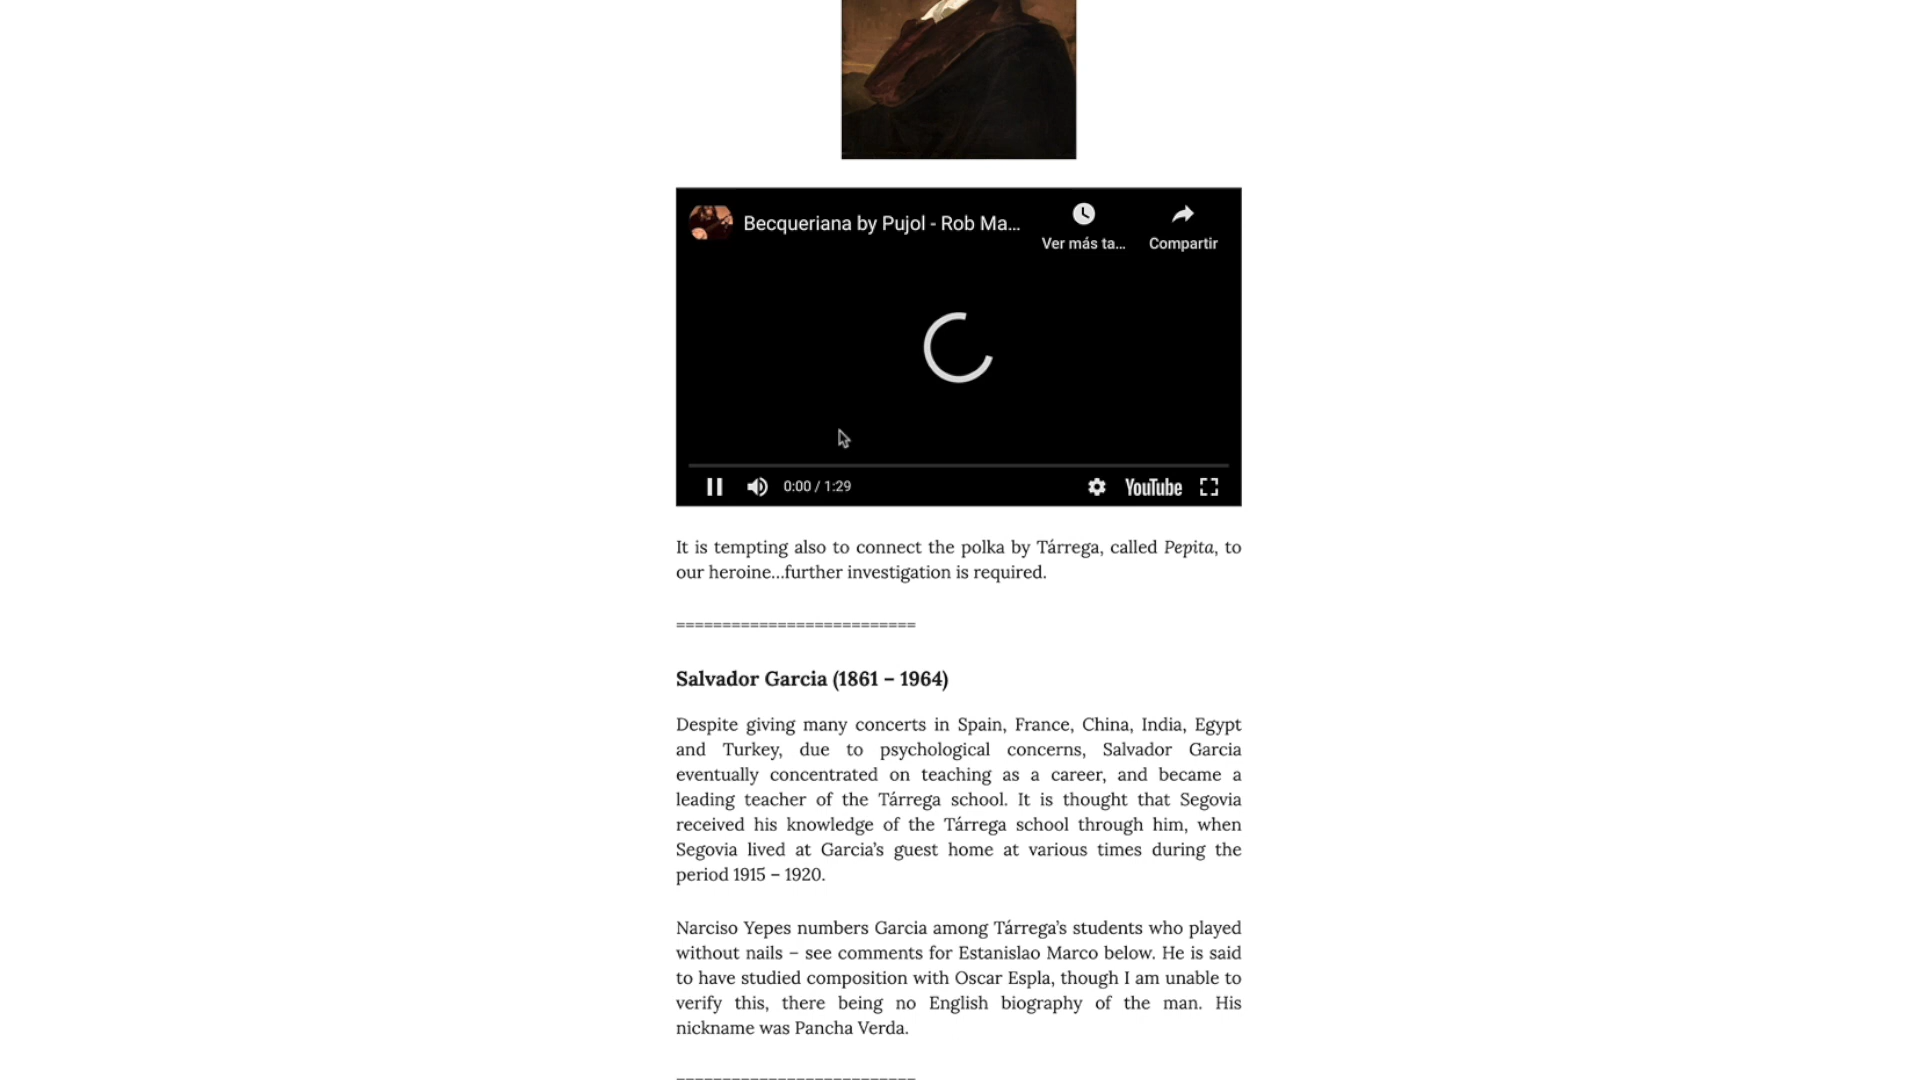 Becqueriana by Pujol - Rob Ma...
Ver más ta...
Compartir
0:00 / 1:29
YouTube
It is tempting also to connect the polka by Tárrega, called Pepita, to
our heroine…further investigation is required.
==========================
Salvador Garcia (1861 – 1964)
Despite giving many concerts in Spain, France, China, India, Egypt
and Turkey, due to psychological concerns, Salvador Garcia
eventually concentrated on teaching as a career, and became a
leading teacher of the Tárrega school. It is thought that Segovia
received his knowledge of the Tárrega school through him, when
Segovia lived at Garcia’s guest home at various times during the
period 1915 – 1920.
Narciso Yepes numbers Garcia among Tárrega’s students who played
without nails – see comments for Estanislao Marco below. He is said
to have studied composition with Oscar Espla, though I am unable to
verify this, there being no English biography of the man. His
nickname was Pancha Verda.
==========================